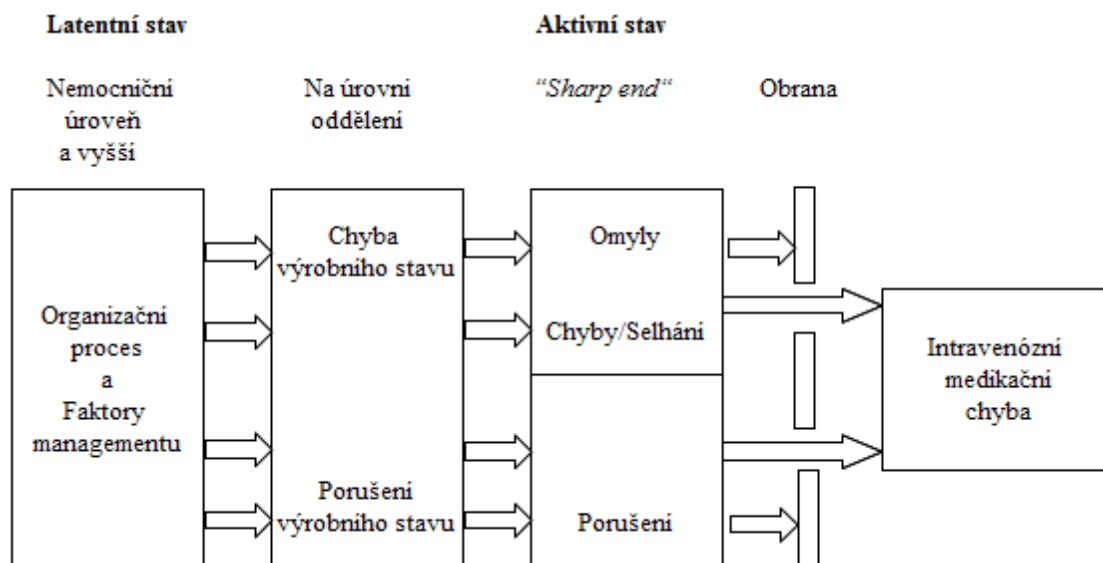 Latentní stav
Aktivní stav
Nemocniční
úroveň
a vyšší
Na úrovní
oddělení
“Sharp end“
Obrana
Organizační
proces
a
Faktory
managementu
Chyba
výrobního stavu
Porušení
výrobního stavu
Omyly
Chyby/Selhání
Porušení
Intravenózní
medikační
chyba